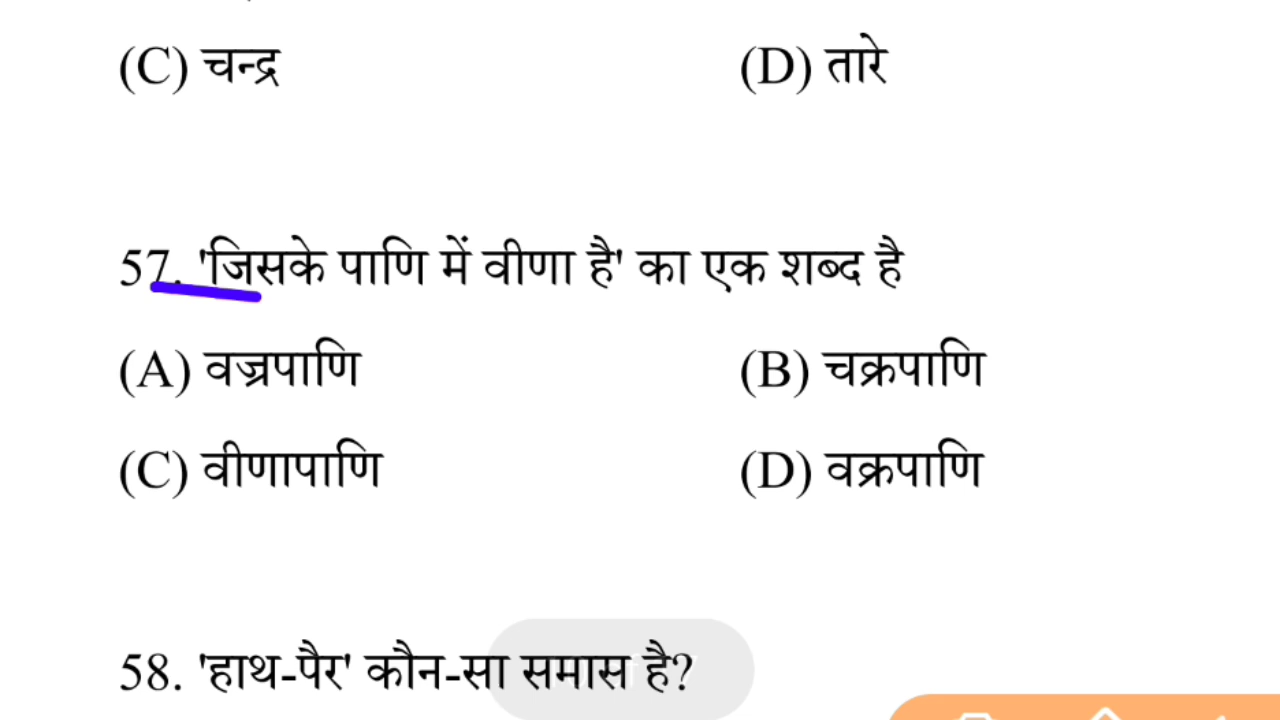 (C) चन्द्र (D) तारे
57. 'जिसके पाणि में वीणा है' का एक शब्द है
(A) वज्रपाणि (B) चक्रपाणि
(C) वीणापाणि (D) वक्रपाणि
58. 'हाथ-पैर' कौन-सा समास है?